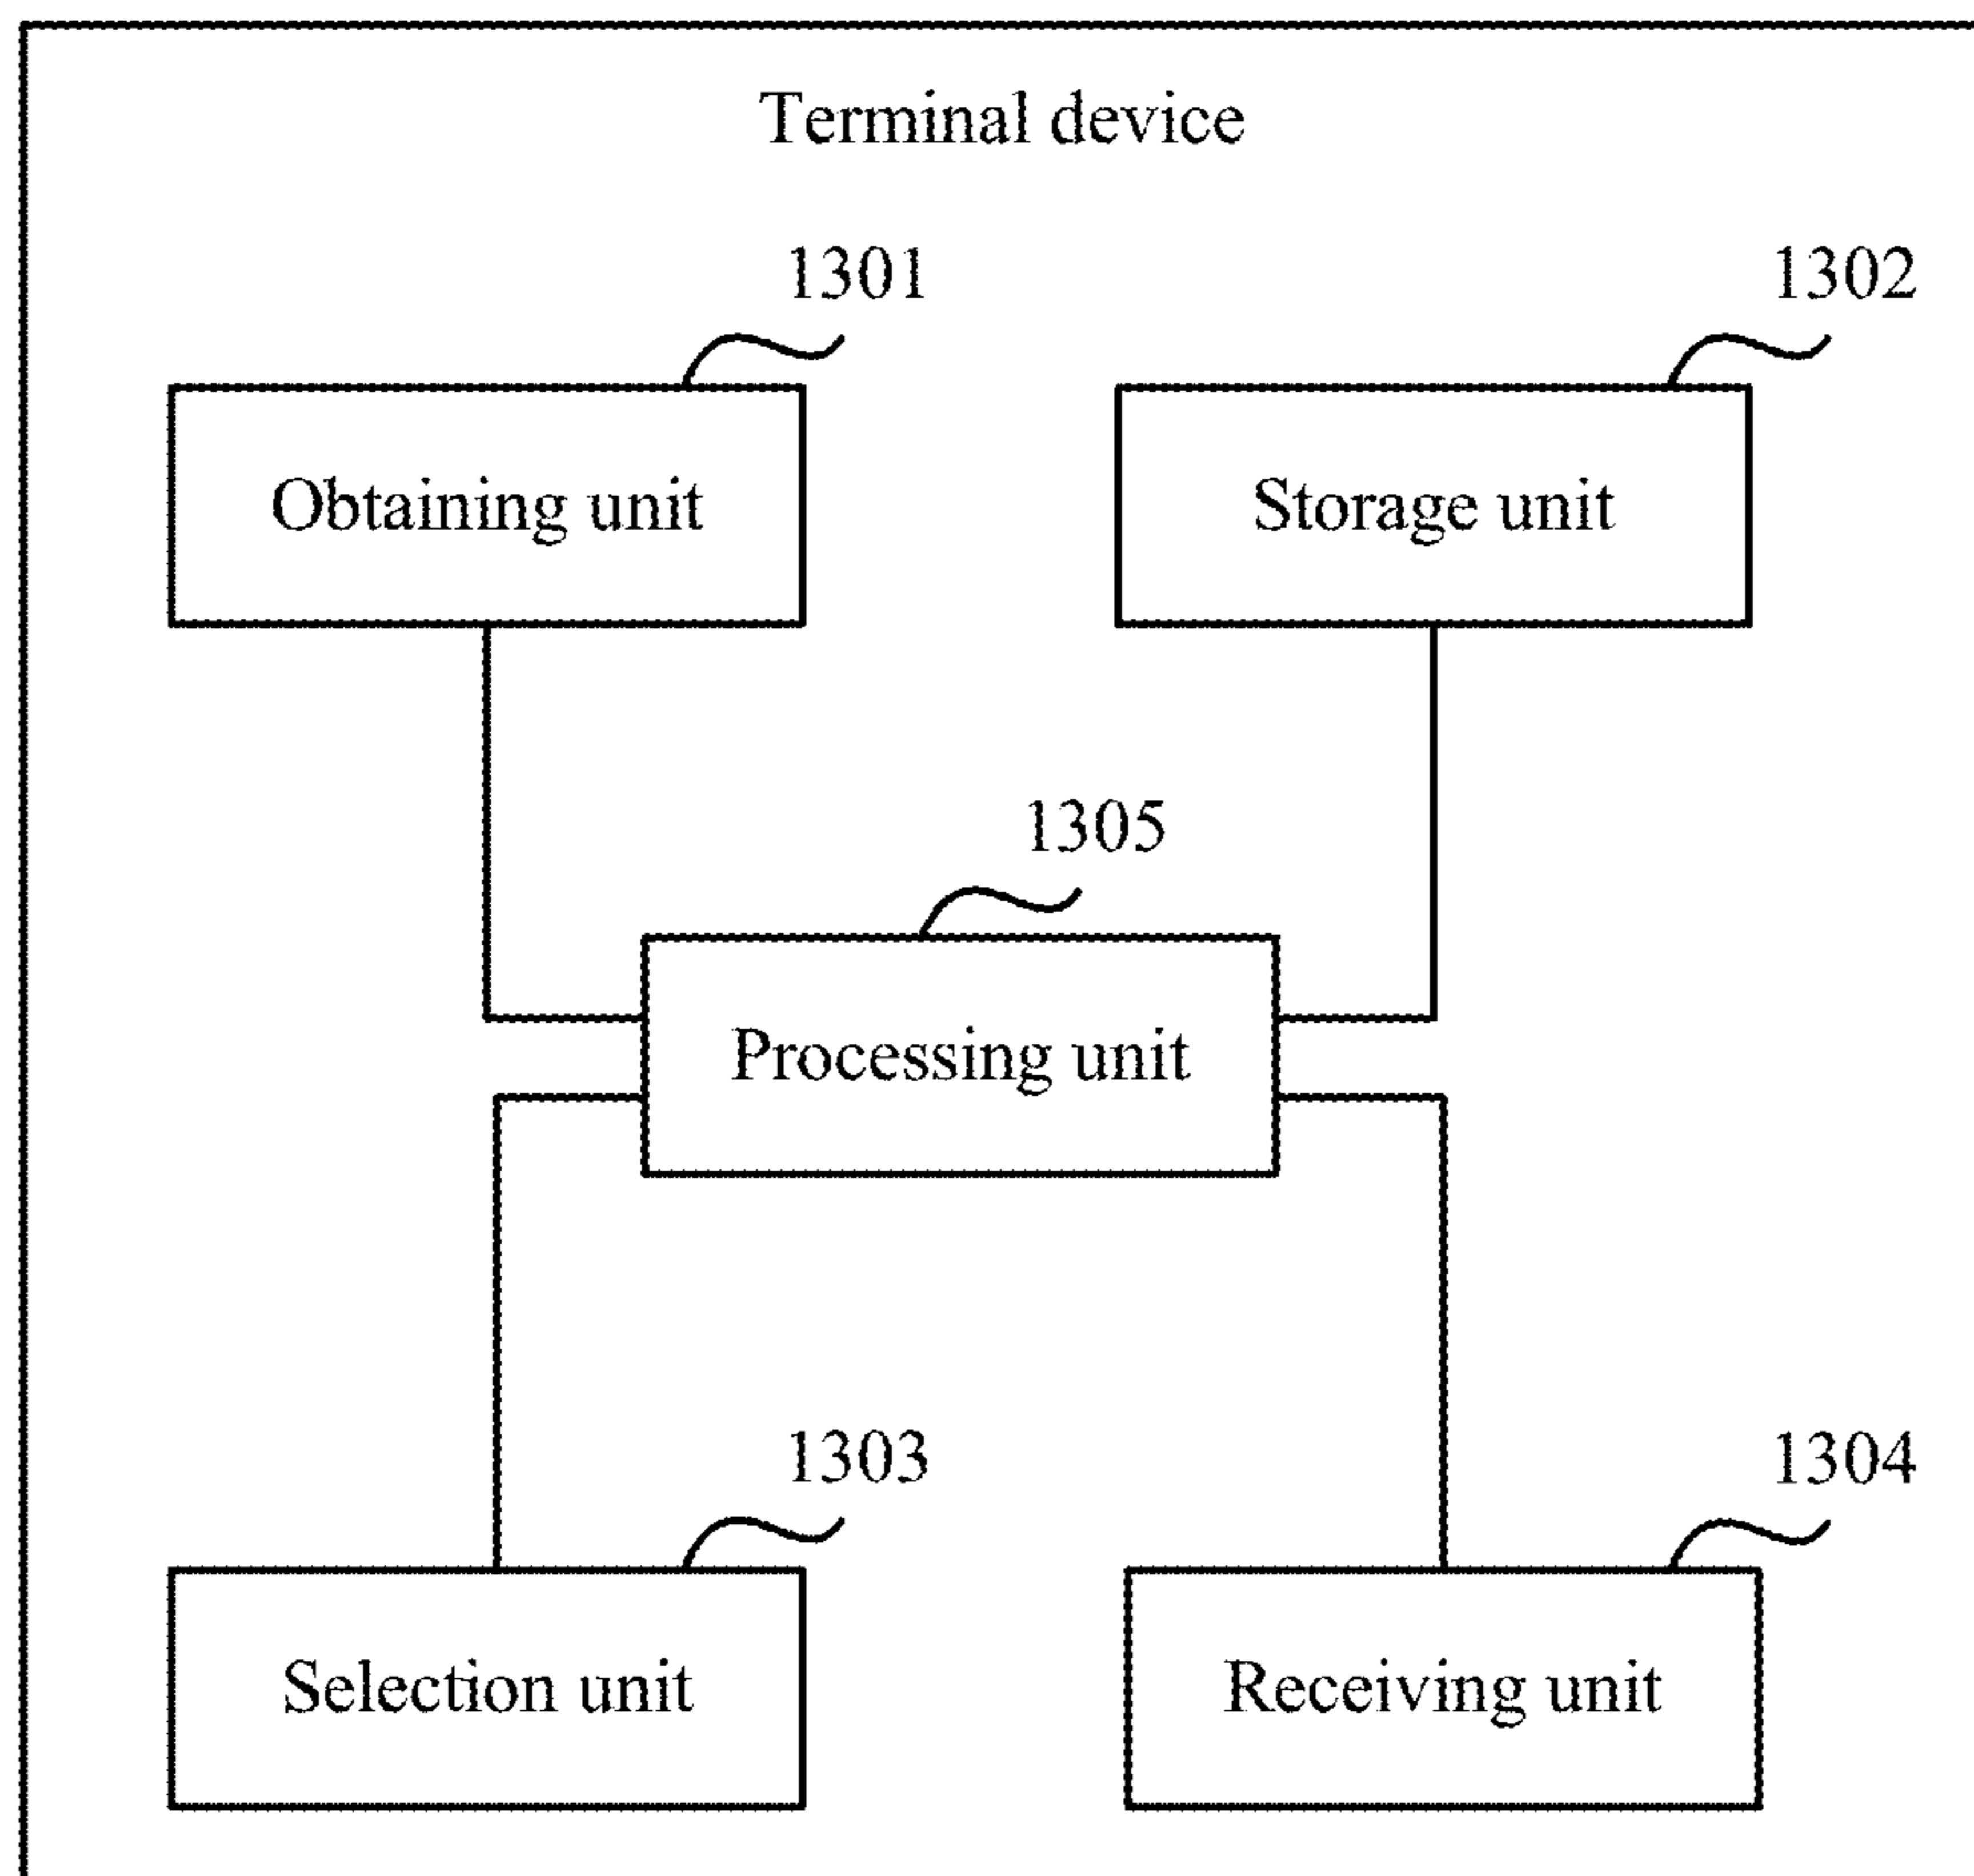 Terminal device
1301
1302
Obtaining unit
Storage unit
1305
Processing unit
1303
1304
Selection unit
Receiving unit